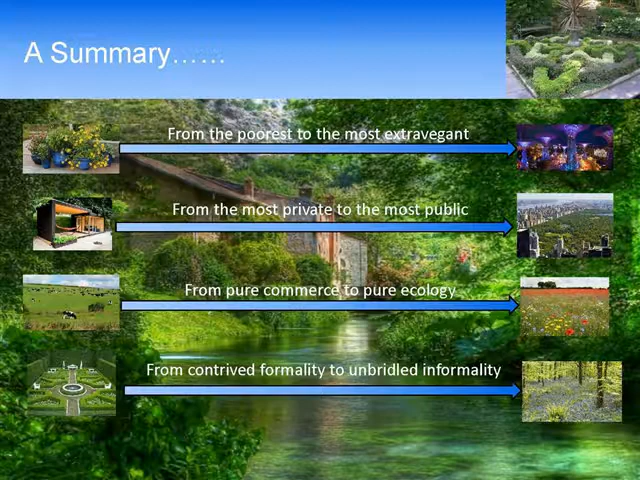 A Summary……
From the poorest to the most extravegant
From the most private to the most public
From pure commerce to pure ecology
From contrived formality to unbridled informality